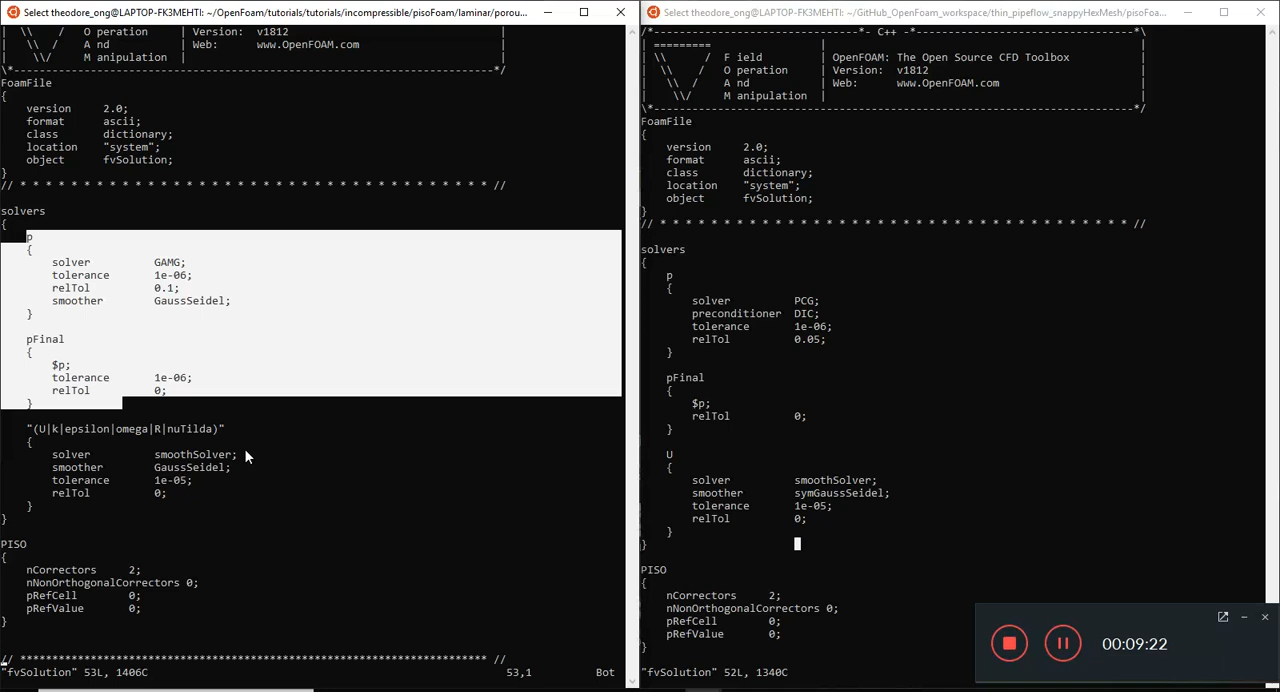 Select theodore_ong@LAPTOP-FK3MEHTI: ~/OpenFoam/tutorials/tutorials/incompressible/pisoFoam/laminar/porou...
| \\    /   O peration     | Version:  v1812                                 |
|  \\  /    A nd           | Web:      www.OpenFOAM.com                      |
|   \\/     M anipulation  |                                                 |
\*---------------------------------------------------------------------------*/
FoamFile
{
    version     2.0;
    format      ascii;
    class       dictionary;
    location    "system";
    object      fvSolution;
}
// * * * * * * * * * * * * * * * * * * * * * * * * * * * * * * * * * * * * * //
solvers
{
    p
    {
        solver          GAMG;
        tolerance       1e-06;
        relTol          0.1;
        smoother        GaussSeidel;
    }
    pFinal
    {
        $p;
        tolerance       1e-06;
        relTol          0;
    }
    "(U|k|epsilon|omega|R|nuTilda)"
    {
        solver          smoothSolver;
        smoother        GaussSeidel;
        tolerance       1e-05;
        relTol          0;
    }
}
PISO
{
    nCorrectors     2;
    nNonOrthogonalCorrectors 0;
    pRefCell        0;
    pRefValue       0;
}
// ************************************************************************* //
"fvSolution" 53L, 1406C 53,1 Bot
Select theodore_ong@LAPTOP-FK3MEHTI: ~/GitHub_OpenFoam_workspace/thin_pipeflow_snappyHexMesh/pisoFoa...
/*--------------------------------*- C++ -*----------------------------------*\
| =========                 |                                                 |
| \\      /  F ield         | OpenFOAM: The Open Source CFD Toolbox           |
|  \\    /   O peration     | Version:  v1812                                 |
|   \\  /    A nd           | Web:      www.OpenFOAM.com                      |
|    \\/     M anipulation  |                                                 |
\*---------------------------------------------------------------------------*/
FoamFile
{
    version     2.0;
    format      ascii;
    class       dictionary;
    location    "system";
    object      fvSolution;
}
// * * * * * * * * * * * * * * * * * * * * * * * * * * * * * * * * * * * * * //
solvers
{
    p
    {
        solver          PCG;
        preconditioner  DIC;
        tolerance       1e-06;
        relTol          0.05;
    }
    pFinal
    {
        $p;
        relTol          0;
    }
    U
    {
        solver          smoothSolver;
        smoother        symGaussSeidel;
        tolerance       1e-05;
        relTol          0;
    }
}
PISO
{
    nCorrectors     2;
    nNonOrthogonalCorrectors 0;
    pRefCell        0;
    pRefValue       0;
}
"fvSolution" 52L, 1340C
00:09:22